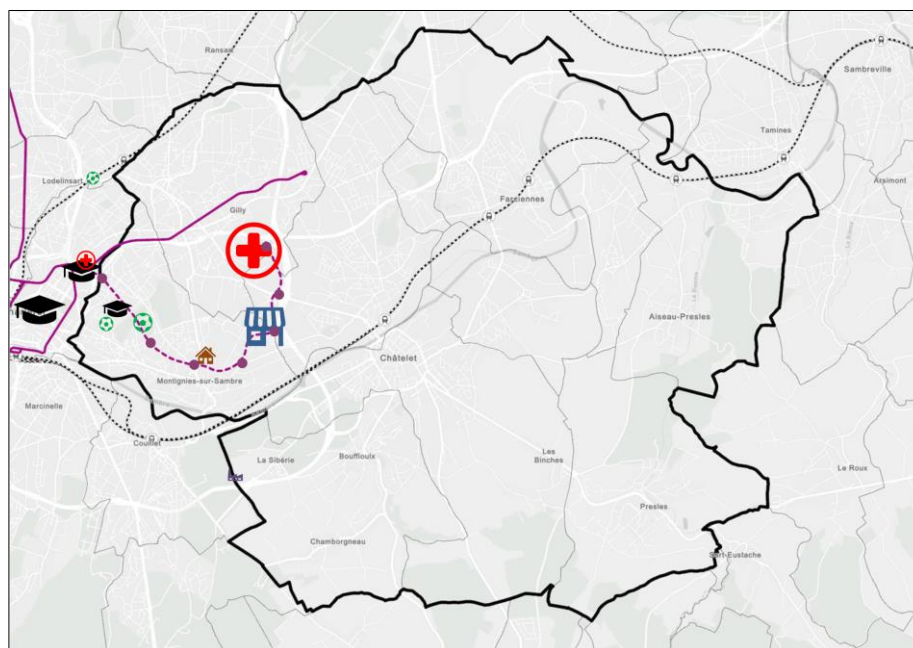 Ransart
Sambreville
Tamines
Lodelinsart
Arsimont
Farciennes
Gilly
Aiseau-Presles
Châtelet
Montignies-sur-Sambre
Marcinelle
Couillet
La Sibérie
Bouffioulx
Les
Binches
Le Roux
Presles
Chamborgneau
Sart-Eustache